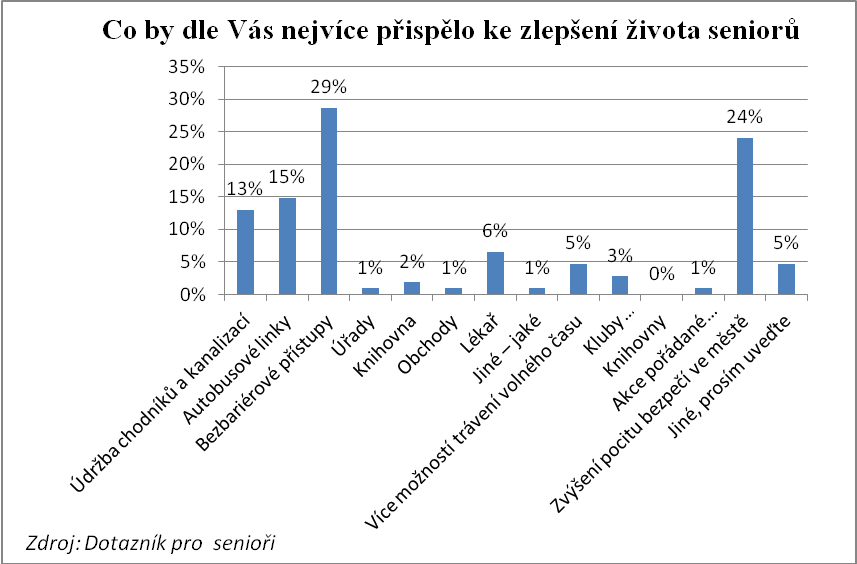 Co by dle Vás nejvíce přispělo ke zlepšení života seniorů
35%
30%
25%
20%
15%
10%
5%
0%
13%
15%
29%
1%
2%
1%
6%
1%
5%
3%
0%
1%
24%
5%
Údržba chodníků a kanalizací
Autobusové linky
Bezbariérové přístupy
Úřady
Knihovna
Obchody
Lékař
Jiné – jaké
Více možností trávení volného času
Kluby...
Knihovny
Akce pořádané...
Zvýšení pocitu bezpečí ve městě
Jiné, prosím uveďte
Zdroj: Dotazník pro senioři